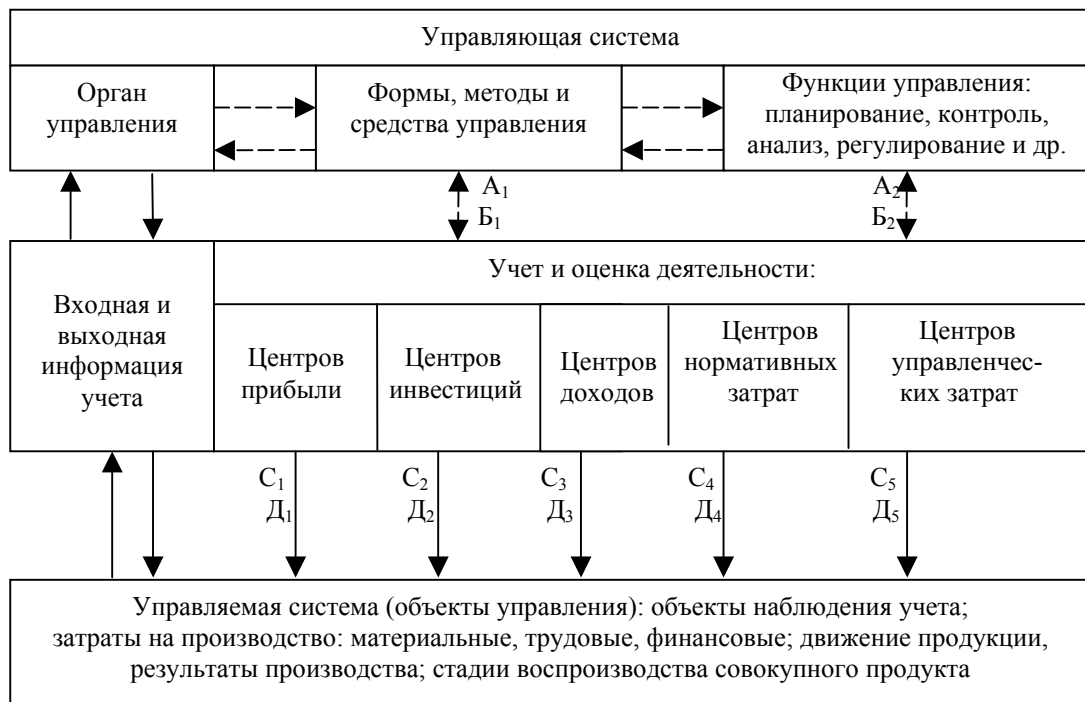 Управляющая система
Орган
управления
Формы, методы и
средства управления
Функции управления:
планирование, контроль,
анализ, регулирование и др.
А₁
Б₁
А₂
Б₂
Входная и
выходная
информация
учета
Учет и оценка деятельности:
Центров
прибыли
Центров
инвестиций
Центров
доходов
Центров
нормативных
затрат
Центров
управленчес-
ких затрат
С₁
Д₁
С₂
Д₂
С₃
Д₃
С₄
Д₄
С₅
Д₅
Управляемая система (объекты управления): объекты наблюдения учета;
затраты на производство: материальные, трудовые, финансовые; движение продукции,
результаты производства; стадии воспроизводства совокупного продукта